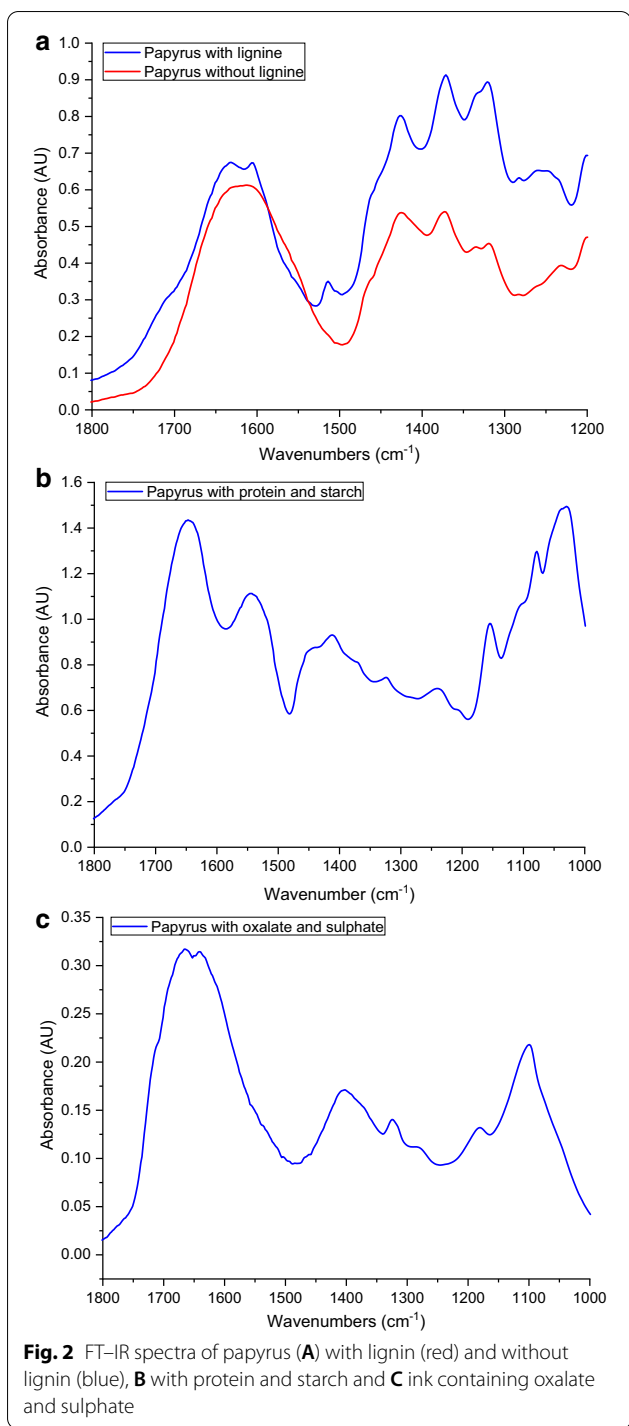 a
Papyrus with lignine
Papyrus without lignine
1.0
0.9
0.8
0.7
0.6
0.5
0.4
0.3
0.2
0.1
0.0
Absorbance (AU)
1800 1700 1600 1500 1400 1300 1200
Wavenumbers (cm-1)
b
Papyrus with protein and starch
1.6
1.4
1.2
1.0
0.8
0.6
0.4
0.2
0.0
Absorbance (AU)
1800 1700 1600 1500 1400 1300 1200 1100 1000
Wavenumber (cm-1)
c
Papyrus with oxalate and sulphate
0.35
0.30
0.25
0.20
0.15
0.10
0.05
0.00
Absorbance (AU)
1800 1700 1600 1500 1400 1300 1200 1100 1000
Wavenumbers (cm-1)
Fig. 2 FT–IR spectra of papyrus (A) with lignin (red) and without
lignin (blue), B with protein and starch and C ink containing oxalate
and sulphate